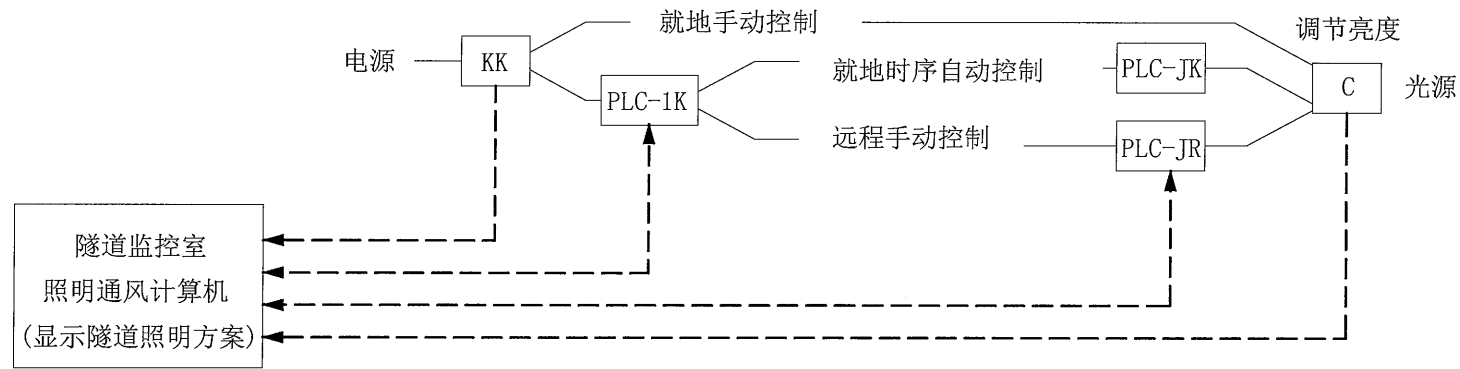 就地手动控制
调节亮度
电源
KK
就地时序自动控制
PLC-JK
C
光源
PLC-1K
远程手动控制
PLC-JR
隧道监控室
照明通风计算机
(显示隧道照明方案)